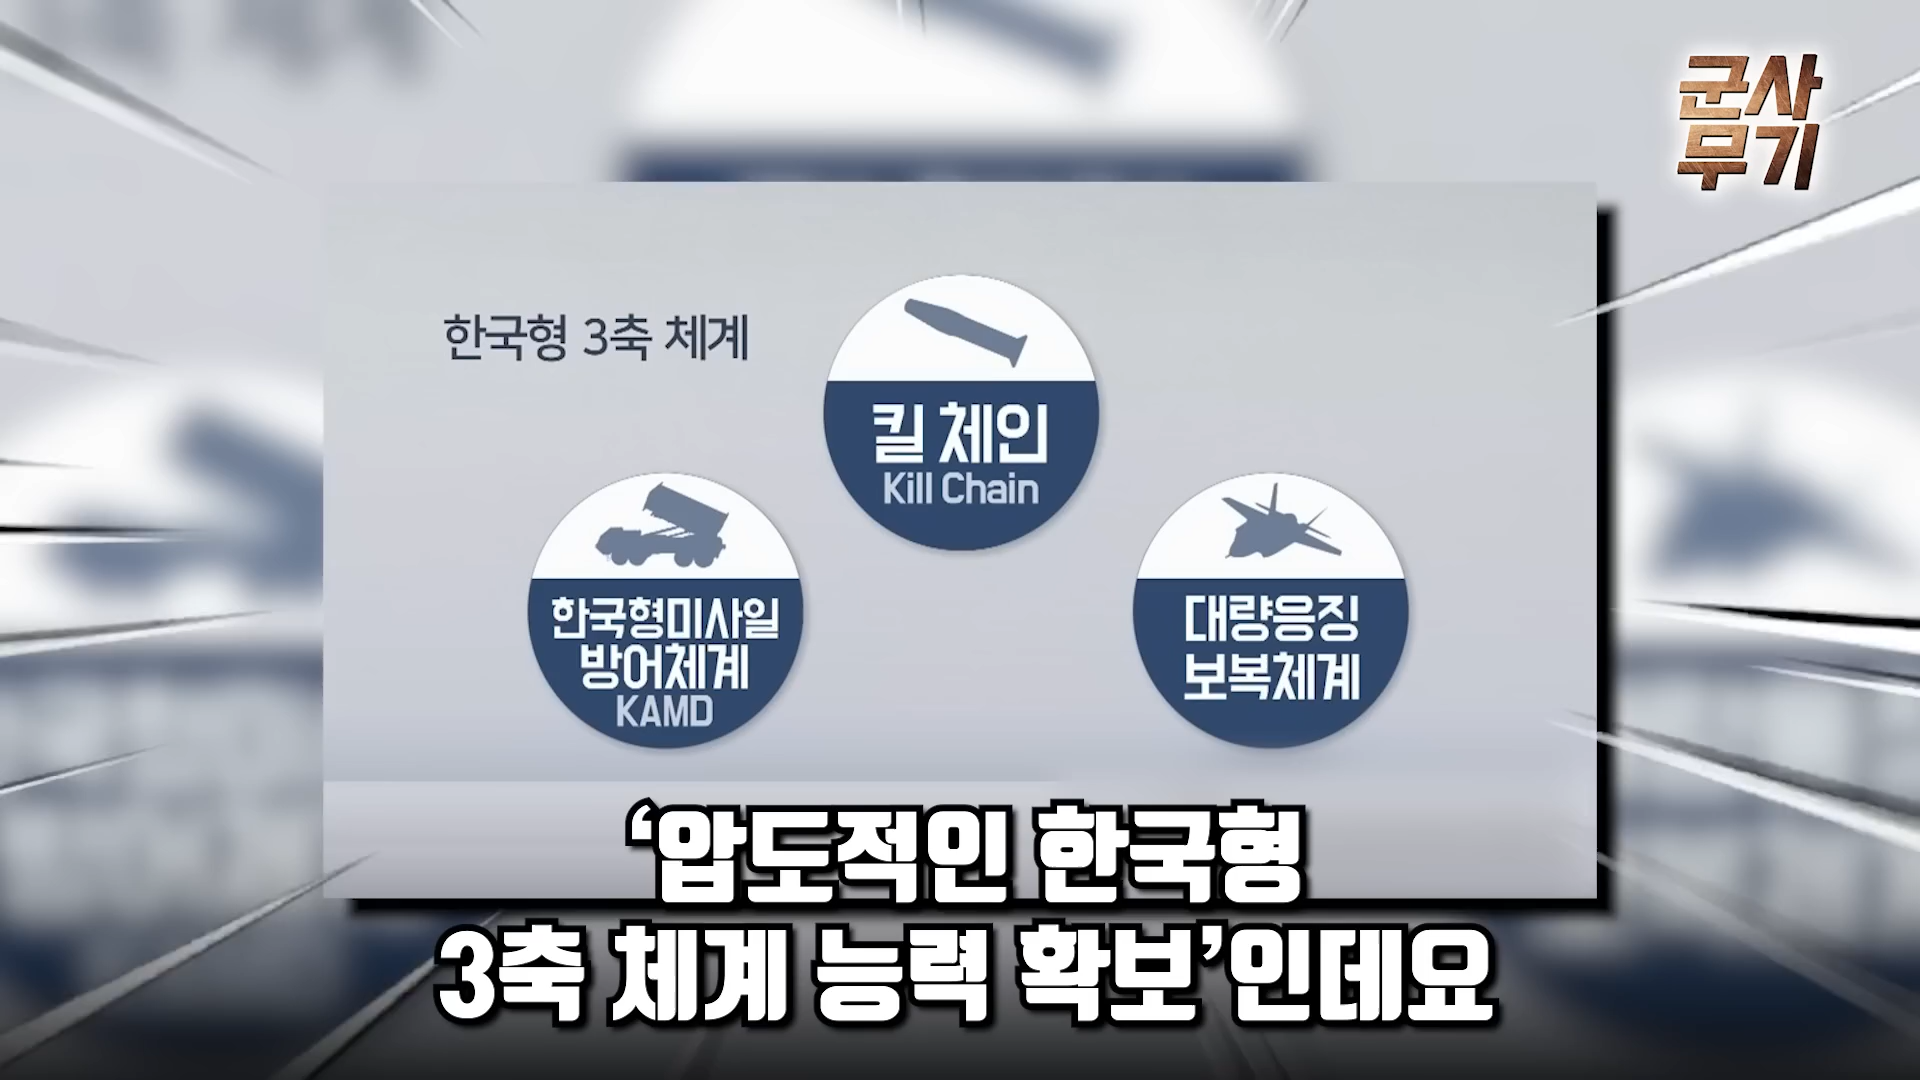 군사
무기
한국형 3축 체계
킬 체인
Kill Chain
한국형미사일
방어체계
KAMD
대량응징
보복체계
‘압도적인 한국형
3축 체계 능력 확보’인데요